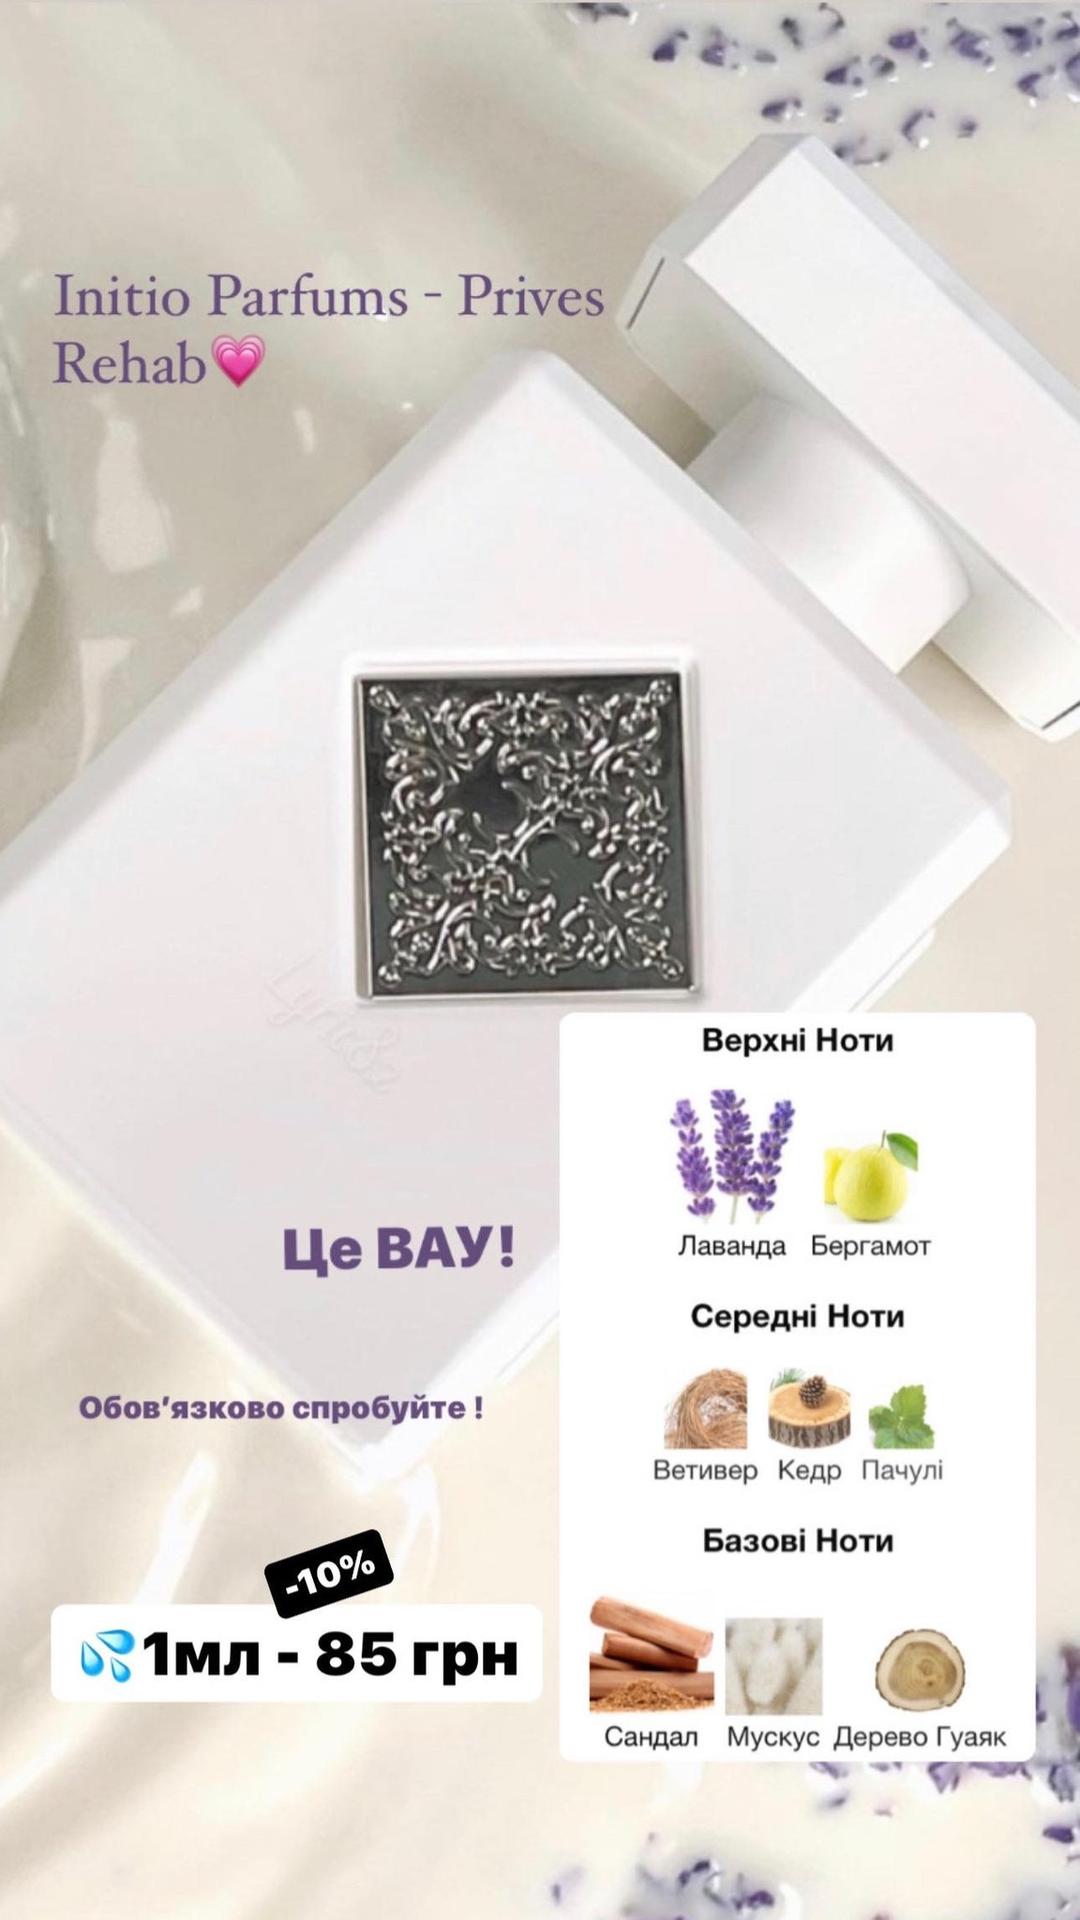 Initio Parfums - Prives
Rehab💗
Верхні Ноти
Лаванда Бергамот
Це ВАУ!
Середні Ноти
Обов’язково спробуйте !
Ветивер Кедр Пачулі
Базові Ноти
-10%
💦1мл - 85 грн
Сандал Мускус Дерево Гуаяк